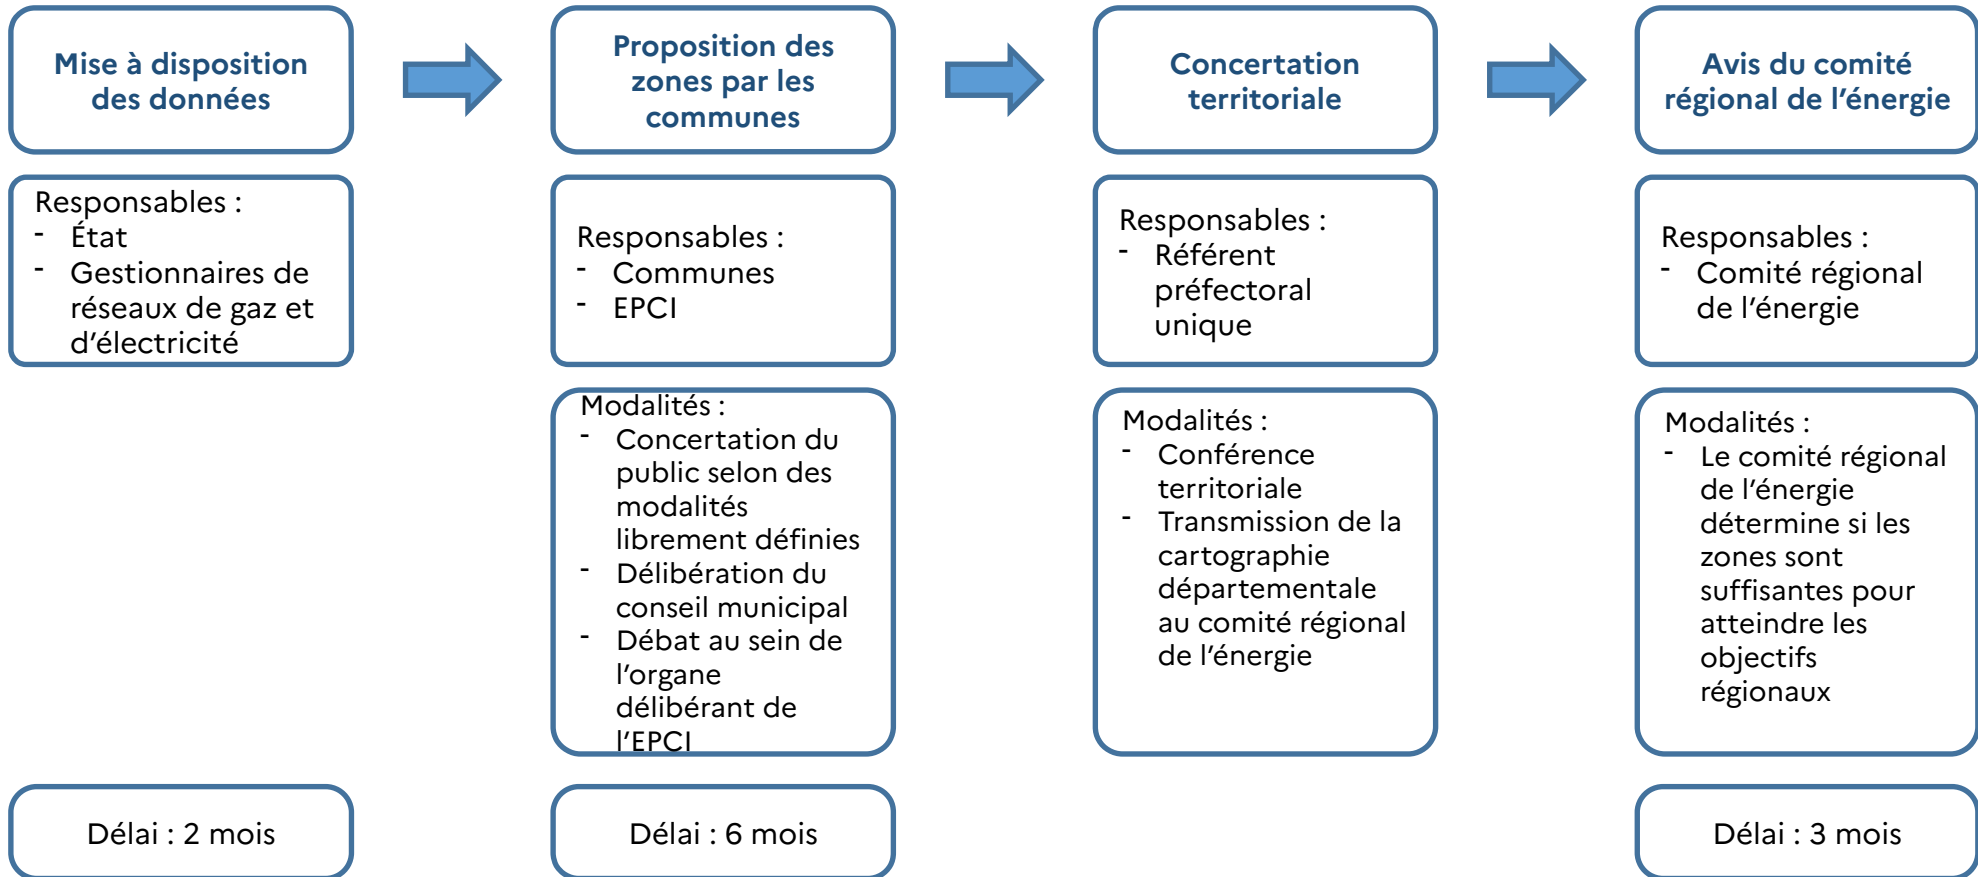 Mise à disposition
des données
Proposition des
zones par les
communes
Concertation
territoriale
Avis du comité
régional de l’énergie
Responsables :
- État
- Gestionnaires de
réseaux de gaz et
d’électricité
Responsables :
- Communes
- EPCI
Responsables :
- Référent
préfectoral
unique
Responsables :
- Comité régional
de l’énergie
Modalités :
- Concertation du
public selon des
modalités
librement définies
- Délibération du
conseil municipal
- Débat au sein de
l’organe
délibérant de
l’EPCI
Modalités :
- Conférence
territoriale
- Transmission de la
cartographie
départementale
au comité régional
de l’énergie
Modalités :
- Le comité régional
de l’énergie
détermine si les
zones sont
suffisantes pour
atteindre les
objectifs
régionaux
Délai : 2 mois
Délai : 6 mois
Délai : 3 mois